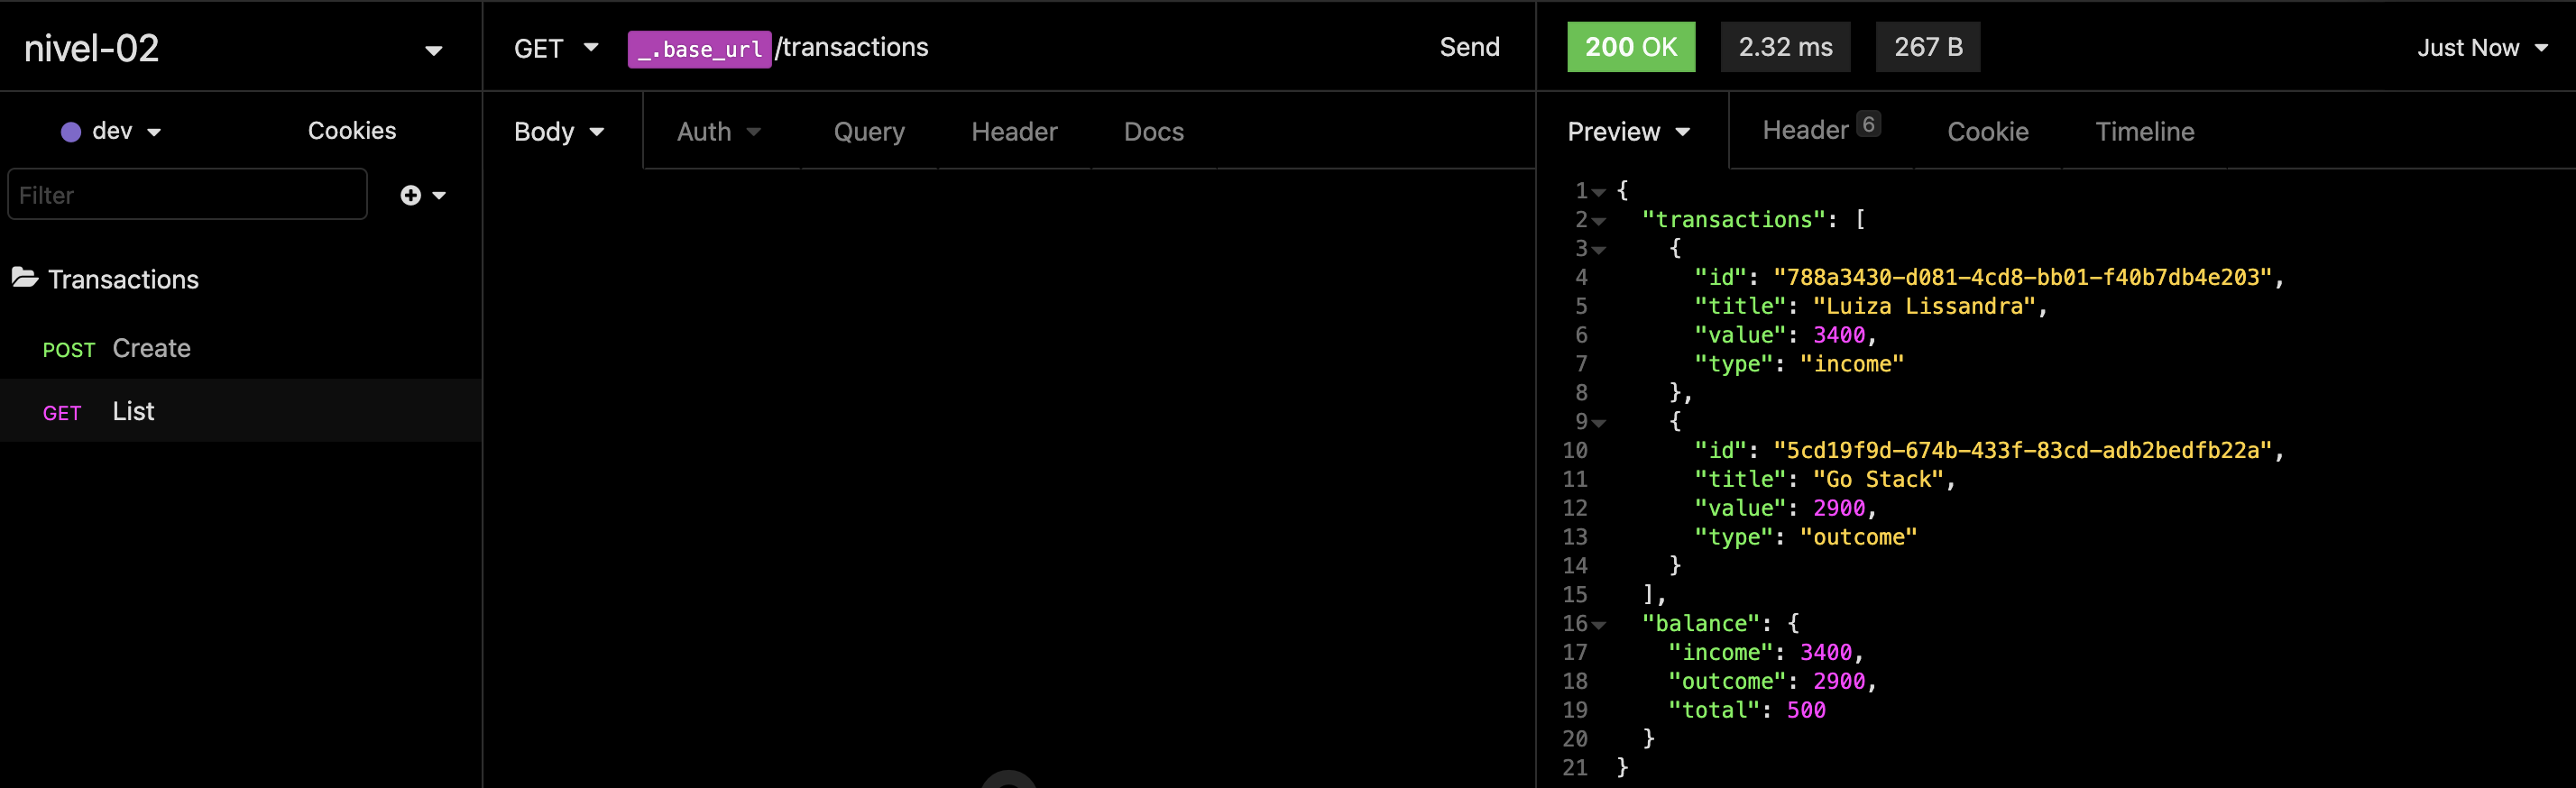 nivel-02
dev Cookies
Filter
Transactions
POST Create
GET List
GET _.base_url/transactions Send
Body Auth Query Header Docs
200 OK 2.32 ms 267 B Just Now
Preview Header 6 Cookie Timeline
1 {
2 "transactions": [
3 {
4 "id": "788a3430-d081-4cd8-bb01-f40b7db4e203",
5 "title": "Luiza Lissandra",
6 "value": 3400,
7 "type": "income"
8 },
9 {
10 "id": "5cd19f9d-674b-433f-83cd-adb2bedfb22a",
11 "title": "Go Stack",
12 "value": 2900,
13 "type": "outcome"
14 }
15 ],
16 "balance": {
17 "income": 3400,
18 "outcome": 2900,
19 "total": 500
20 }
21 }